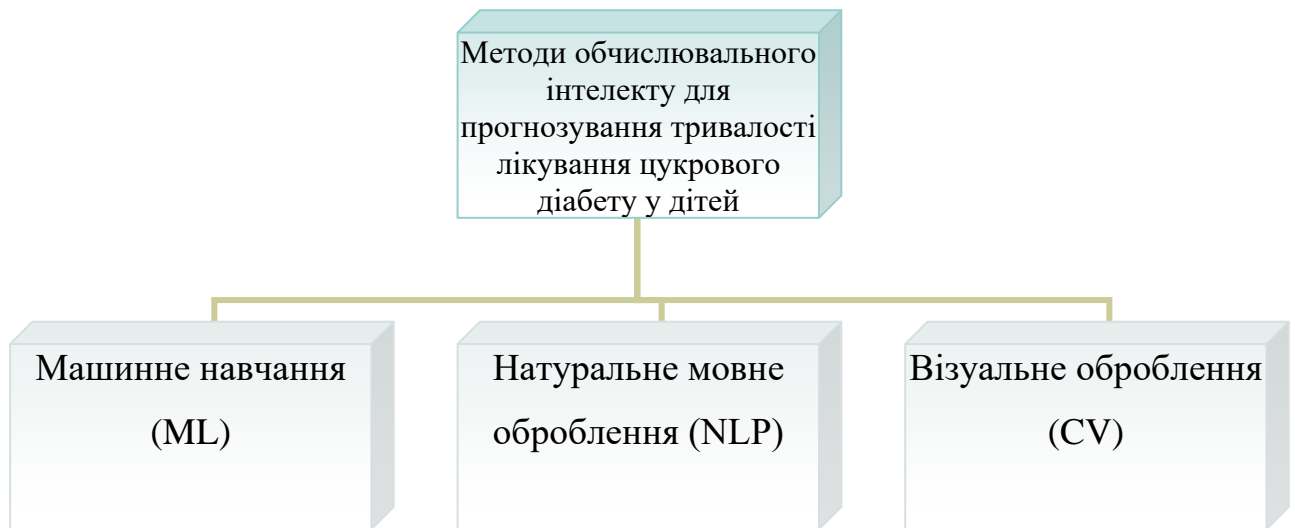 Методи обчислювального
інтелекту для
прогнозування тривалості
лікування цукрового
діабету у дітей
Машинне навчання
(ML)
Натуральне мовне
оброблення (NLP)
Візуальне оброблення
(CV)